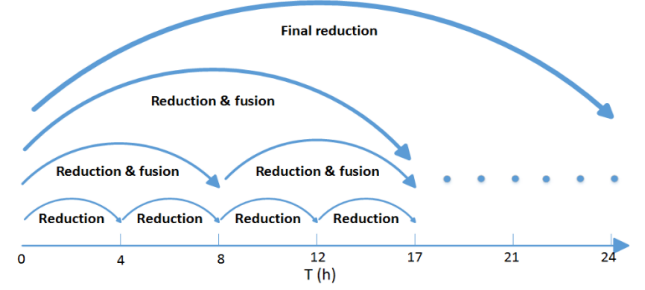 Final reduction
Reduction & fusion
Reduction & fusion Reduction & fusion
Reduction Reduction Reduction Reduction
0 4 8 12 17 21 24
T (h)